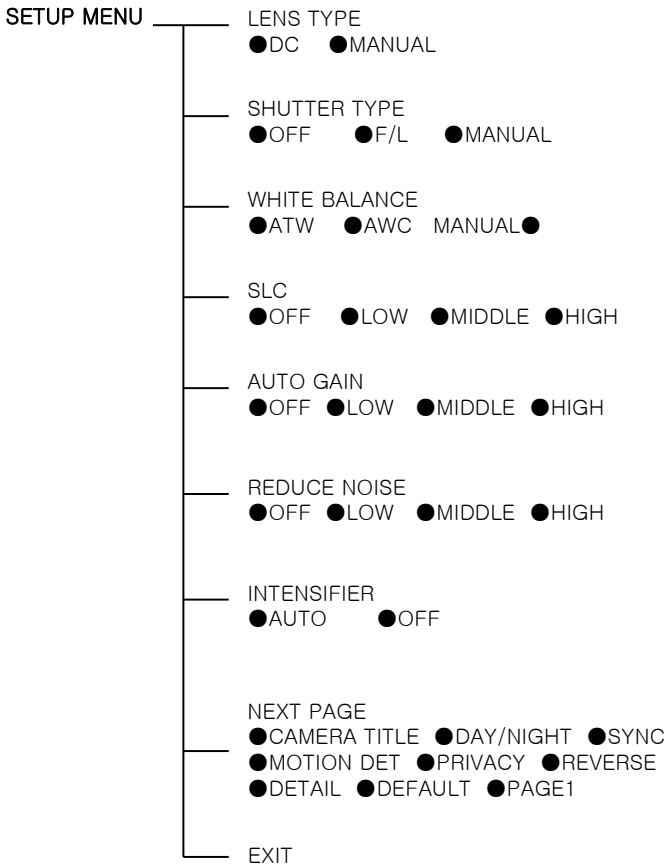 SETUP MENU
LENS TYPE
●DC ●MANUAL
SHUTTER TYPE
●OFF ●F/L ●MANUAL
WHITE BALANCE
●ATW ●AWC MANUAL●
SLC
●OFF ●LOW ●MIDDLE ●HIGH
AUTO GAIN
●OFF ●LOW ●MIDDLE ●HIGH
REDUCE NOISE
●OFF ●LOW ●MIDDLE ●HIGH
INTENSIFIER
●AUTO ●OFF
NEXT PAGE
●CAMERA TITLE ●DAY/NIGHT ●SYNC
●MOTION DET ●PRIVACY ●REVERSE
●DETAIL ●DEFAULT ●PAGE1
EXIT